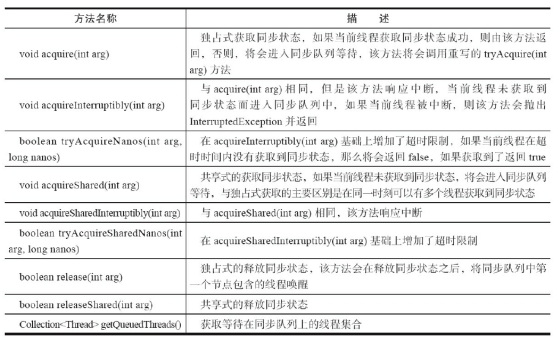 方法名称 描 述
void acquire(int arg)
独占式获取同步状态，如果当前线程获取同步状态成功，则由该方法返
回，否则，将会进入同步队列等待，该方法将会调用重写的 tryAcquire(int
arg) 方法
void acquireInterruptibly(int arg)
与 acquire(int arg) 相同，但是该方法响应中断，当前线程未获取到
同步状态而进入同步队列中，如果当前线程被中断，则该方法会抛出
InterruptedException 并返回
boolean tryAcquireNanos(int arg,
long nanos)
在 acquireInterruptibly(int arg) 基础上增加了超时限制，如果当前线程在超
时时间内没有获取到同步状态，那么将会返回 false，如果获取到了返回 true
void acquireShared(int arg)
共享式的获取同步状态，如果当前线程未获取到同步状态，将会进入同步队列
等待，与独占式获取的主要区别是在同一时刻可以有多个线程获取到同步状态
void acquireSharedInterruptibly(int arg)
与 acquireShared(int arg) 相同，该方法响应中断
boolean tryAcquireSharedNanos(int
arg, long nanos)
在 acquireSharedInterruptibly(int arg) 基础上增加了超时限制
boolean release(int arg)
独占式的释放同步状态，该方法会在释放同步状态之后，将同步队列中第
一个节点包含的线程唤醒
boolean releaseShared(int arg)
共享式的释放同步状态
Collection<Thread> getQueuedThreads()
获取等待在同步队列上的线程集合